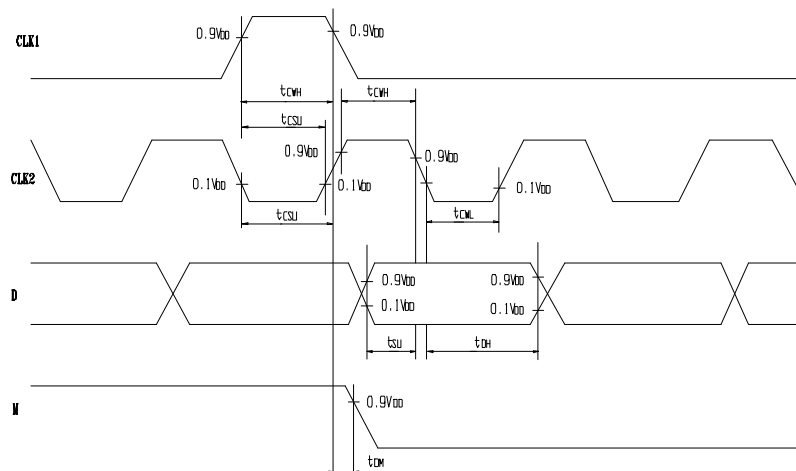 CLK1
0.9VDD
0.9VDD
tCWH
tCWH
tCSU
CLK2
0.9VDD
0.9VDD
0.1VDD
0.1VDD
0.1VDD
tCSU
tCWL
D
0.9VDD
0.9VDD
0.1VDD
0.1VDD
tSU
tDH
M
0.9VDD
tDM